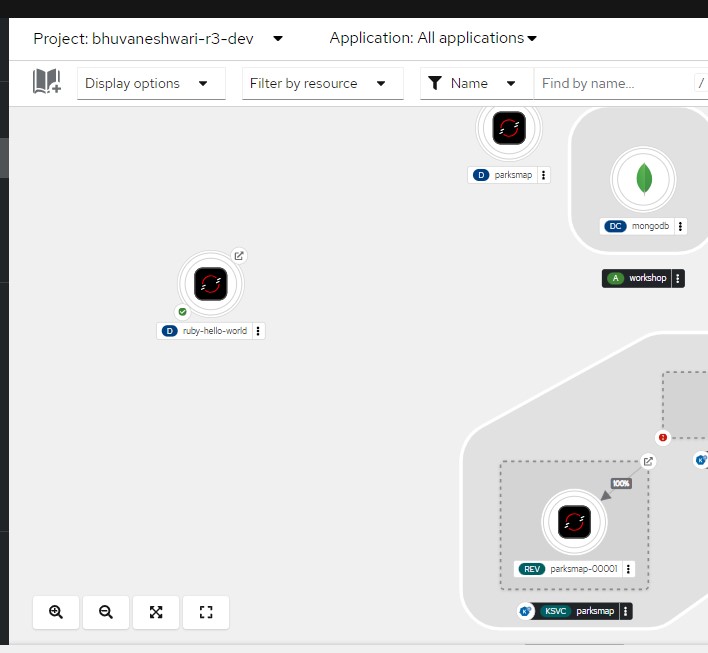 Project: bhuvaneshwari-r3-dev
Application: All applications
Display options
Filter by resource
Name
Find by name...
/
D parksmap
DC mongodb
A workshop
D ruby-hello-world
100%
REV parksmap-00001
KSVC parksmap